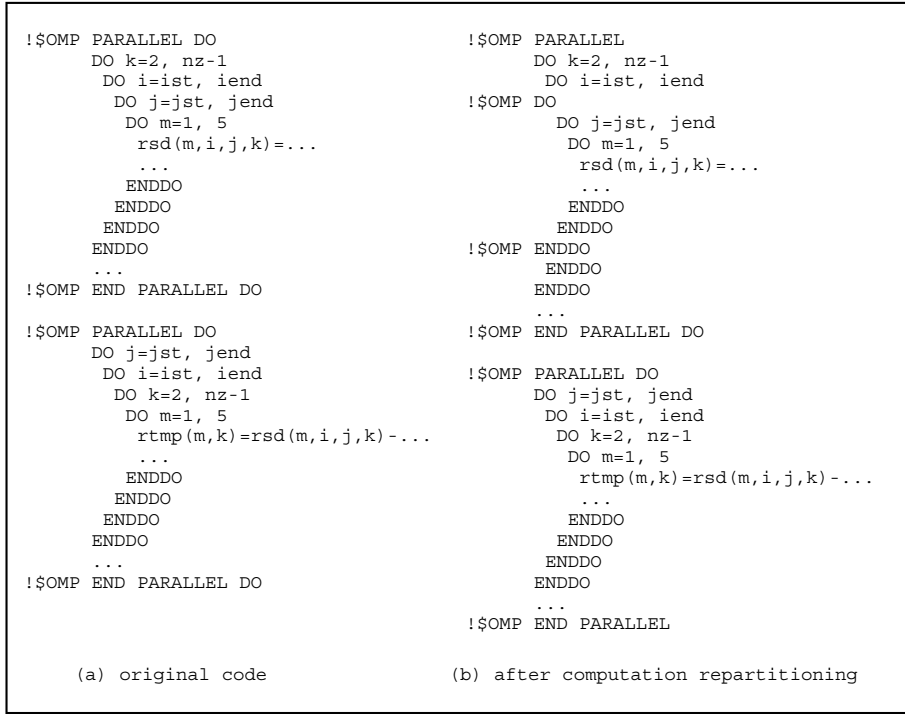 !$OMP PARALLEL DO
      DO k=2, nz-1
       DO i=ist, iend
        DO j=jst, jend
         DO m=1, 5
          rsd(m,i,j,k)=...
          ...
         ENDDO
        ENDDO
       ENDDO
      ENDDO
      ...
!$OMP END PARALLEL DO
!$OMP PARALLEL DO
      DO j=jst, jend
       DO i=ist, iend
        DO k=2, nz-1
         DO m=1, 5
          rtmp(m,k)=rsd(m,i,j,k)-...
          ...
         ENDDO
        ENDDO
       ENDDO
      ENDDO
      ...
!$OMP END PARALLEL DO
(a) original code
!$OMP PARALLEL
      DO k=2, nz-1
       DO i=ist, iend
!$OMP DO
        DO j=jst, jend
         DO m=1, 5
          rsd(m,i,j,k)=...
          ...
         ENDDO
        ENDDO
!$OMP ENDDO
       ENDDO
      ENDDO
      ...
!$OMP END PARALLEL DO
!$OMP PARALLEL DO
      DO j=jst, jend
       DO i=ist, iend
        DO k=2, nz-1
         DO m=1, 5
          rtmp(m,k)=rsd(m,i,j,k)-...
          ...
         ENDDO
        ENDDO
       ENDDO
      ENDDO
      ...
!$OMP END PARALLEL
(b) after computation repartitioning